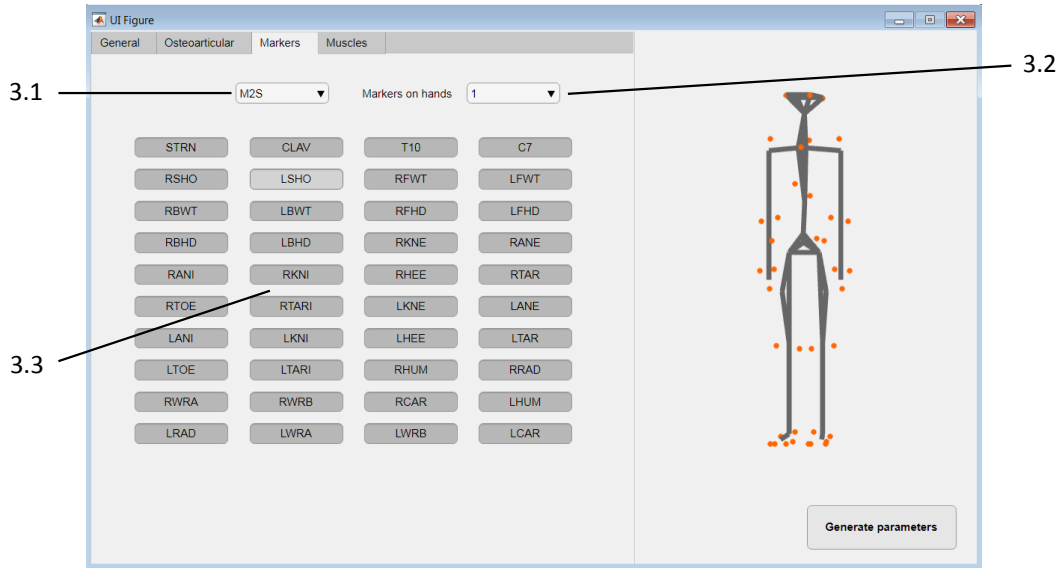 UI Figure
General Osteoarticular Markers Muscles
3.1 M2S Markers on hands 1 3.2
STRN CLAV T10 C7
RSHO LSHO RFWT LFWT
RBWT LBWT RFHD LFHD
RBHD LBHD RKNE RANE
RANI RKNI RHEE RTAR
RTOE RTARI LKNE LANE
LANI LKNI LHEE LTAR
3.3
LTOE LTARI RHUM RRAD
RWRA RWRB RCAR LHUM
LRAD LWRA LWRB LCAR
Generate parameters